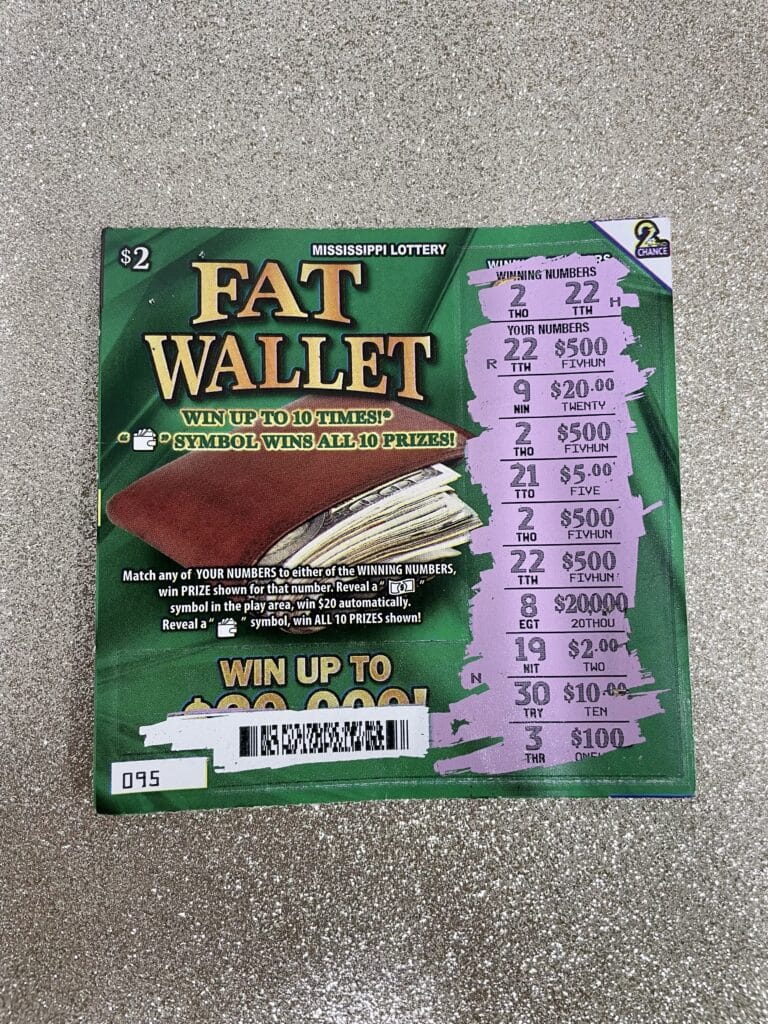 $2
MISSISSIPPI LOTTERY
2ND
CHANCE
FAT
WALLET
WIN UP TO 10 TIMES!*
" " SYMBOL WINS ALL 10 PRIZES!
Match any of YOUR NUMBERS to either of the WINNING NUMBERS,
win PRIZE shown for that number. Reveal a " "
symbol in the play area, win $20 automatically.
Reveal a " " symbol, win ALL 10 PRIZES shown!
WIN UP TO
095
WINNING NUMBERS
2 22 H
TWO TTW
YOUR NUMBERS
R 22 $500
TTW FIVHUN
9 $20.00
NIN TWENTY
2 $500
TWO FIVHUN
21 $5.00
TTO FIVE
2 $500
TWO FIVHUN
22 $500
TTW FIVHUN
8 $20,000
EGT 20THOU
19 $2.00
NIT TWO
N 30 $10.00
TRY TEN
3 $100
THR